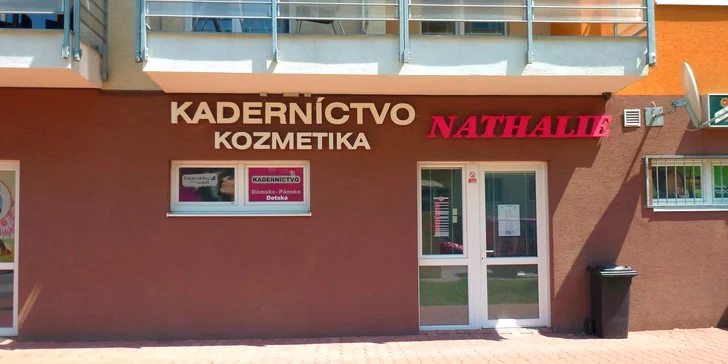 KADERNÍCTVO
KOZMETIKA
NATHALIE
KADERNÍCTVO
Dámske - Pánske
Detské